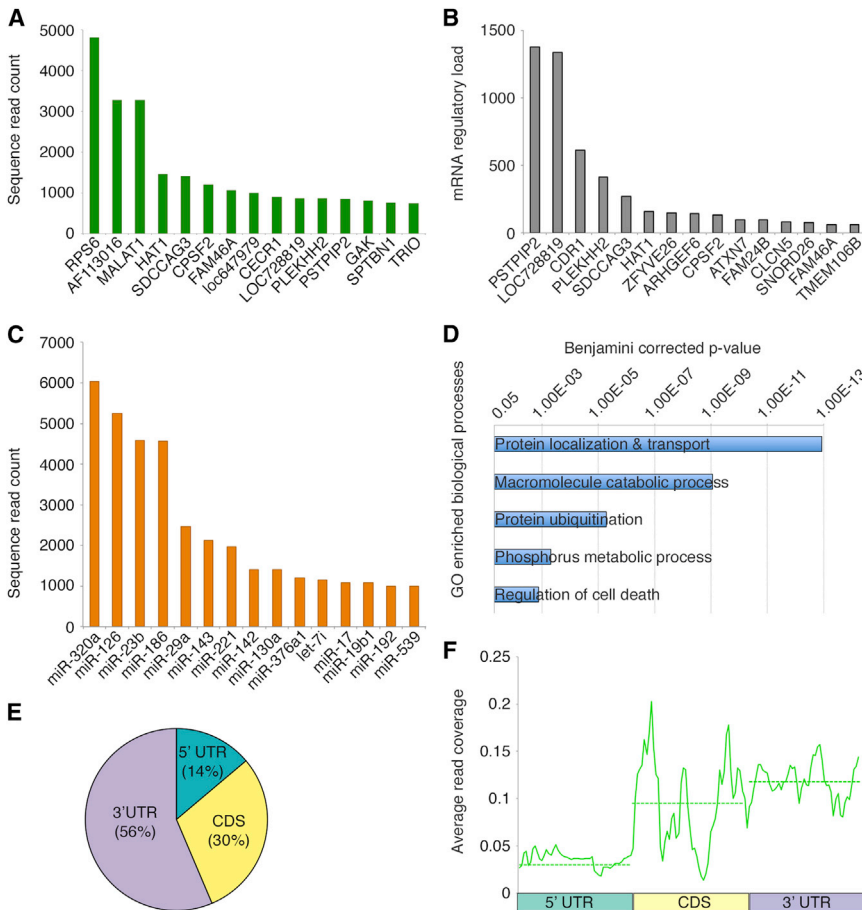 A
Sequence read count
5000
4000
3000
2000
1000
0
RPS6
AF113016
MALAT1
HAT1
SDCCAG3
CPSF2
FAM46A
loc647979
CECR1
LOC728819
PLEKHH2
PSTPIP2
GAK
SPTBN1
TRIO
B
mRNA regulatory load
1500
1000
500
0
PSTPIP2
LOC728819
CDR1
PLEKHH2
SDCCAG3
HAT1
ZFYVE26
ARHGEF6
CPSF2
ATXN7
FAM24B
CLCN5
SNORD26
FAM46A
TMEM106B
C
Sequence read count
7000
6000
5000
4000
3000
2000
1000
0
miR-320a
miR-126
miR-23b
miR-186
miR-29a
miR-143
miR-221
miR-142
miR-130a
miR-376a1
let-7i
miR-17
miR-19b1
miR-192
miR-539
D
Benjamini corrected p-value
0.05
1.00E-03
1.00E-05
1.00E-07
1.00E-09
1.00E-11
1.00E-13
GO enriched biological processes
Protein localization & transport
Macromolecule catabolic process
Protein ubiquitination
Phosphorus metabolic process
Regulation of cell death
E
5' UTR
(14%)
CDS
(30%)
3'UTR
(56%)
F
Average read coverage
0.25
0.2
0.15
0.1
0.05
0
5' UTR
CDS
3' UTR